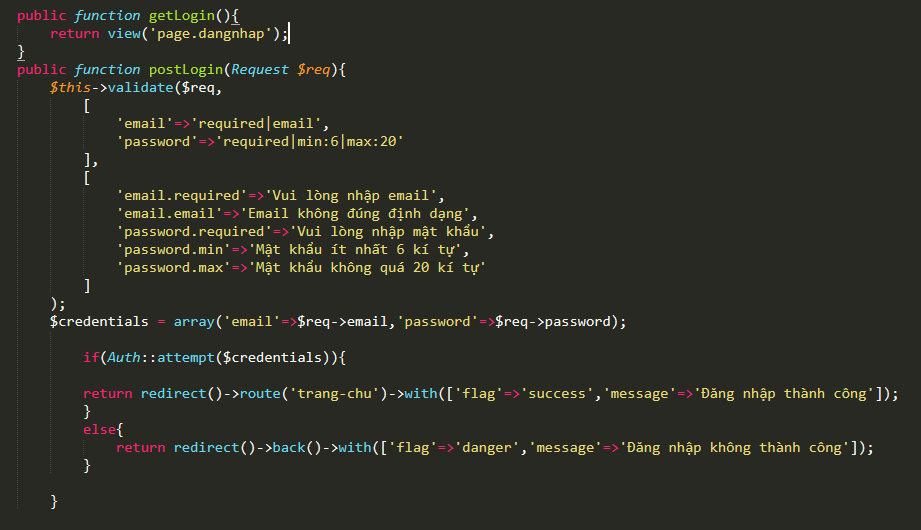 public function getLogin(){
return view('page.dangnhap');
}
public function postLogin(Request $req){
$this->validate($req,
[
'email'=>'required|email',
'password'=>'required|min:6|max:20'
],
[
'email.required'=>'Vui lòng nhập email',
'email.email'=>'Email không đúng định dạng',
'password.required'=>'Vui lòng nhập mật khẩu',
'password.min'=>'Mật khẩu ít nhất 6 kí tự',
'password.max'=>'Mật khẩu không quá 20 kí tự'
]
);
$credentials = array('email'=>$req->email,'password'=>$req->password);
if(Auth::attempt($credentials)){
return redirect()->route('trang-chu')->with(['flag'=>'success','message'=>'Đăng nhập thành công']);
}
else{
return redirect()->back()->with(['flag'=>'danger','message'=>'Đăng nhập không thành công']);
}
}